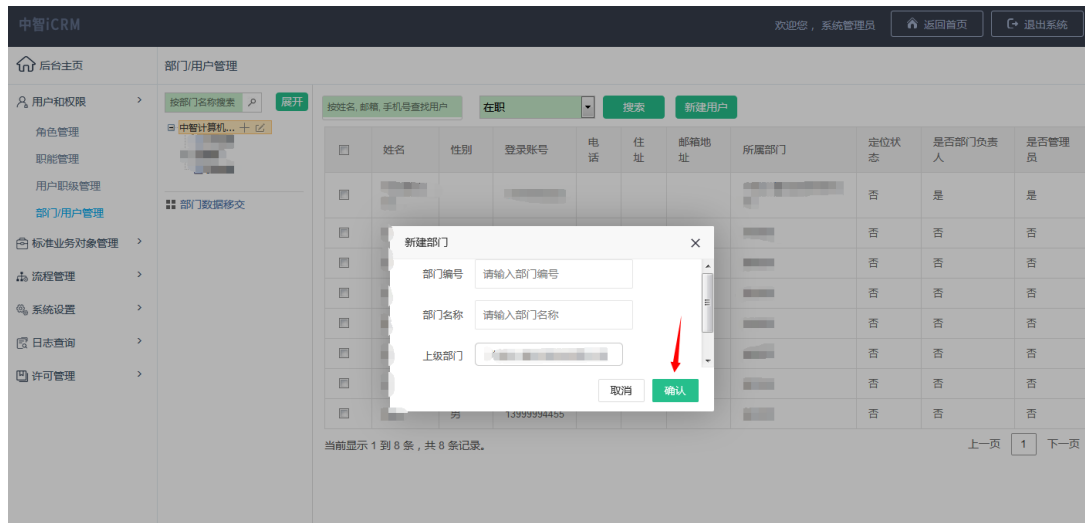 中智iCRM
欢迎您 , 系统管理员 返回首页 退出系统
后台主页
部门/用户管理
用户和权限
角色管理
职能管理
用户职级管理
部门/用户管理
标准业务对象管理
流程管理
系统设置
日志查询
许可管理
按部门名称搜索 展开
中智计算机...
部门数据移交
按姓名, 邮箱, 手机号查找用户 在职 搜索 新建用户
姓名 性别 登录账号 电话 住址 邮箱地址 所属部门 定位状态 是否部门负责人 是否管理员
否 是 是
否 否 否
否 否 否
否 否 否
否 否 否
否 否 否
否 否 否
男 13999994455 否 否 否
新建部门
部门编号 请输入部门编号
部门名称 请输入部门名称
上级部门
取消 确认
当前显示 1 到 8 条 , 共 8 条记录。
上一页 1 下一页